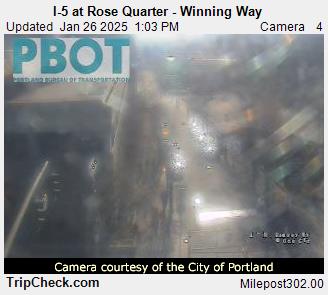 I-5 at Rose Quarter - Winning Way
Updated Jan 26 2025 1:03 PM Camera 4
PBOT
PORTLAND BUREAU OF TRANSPORTATION
Camera courtesy of the City of Portland
TripCheck.com Milepost302.00